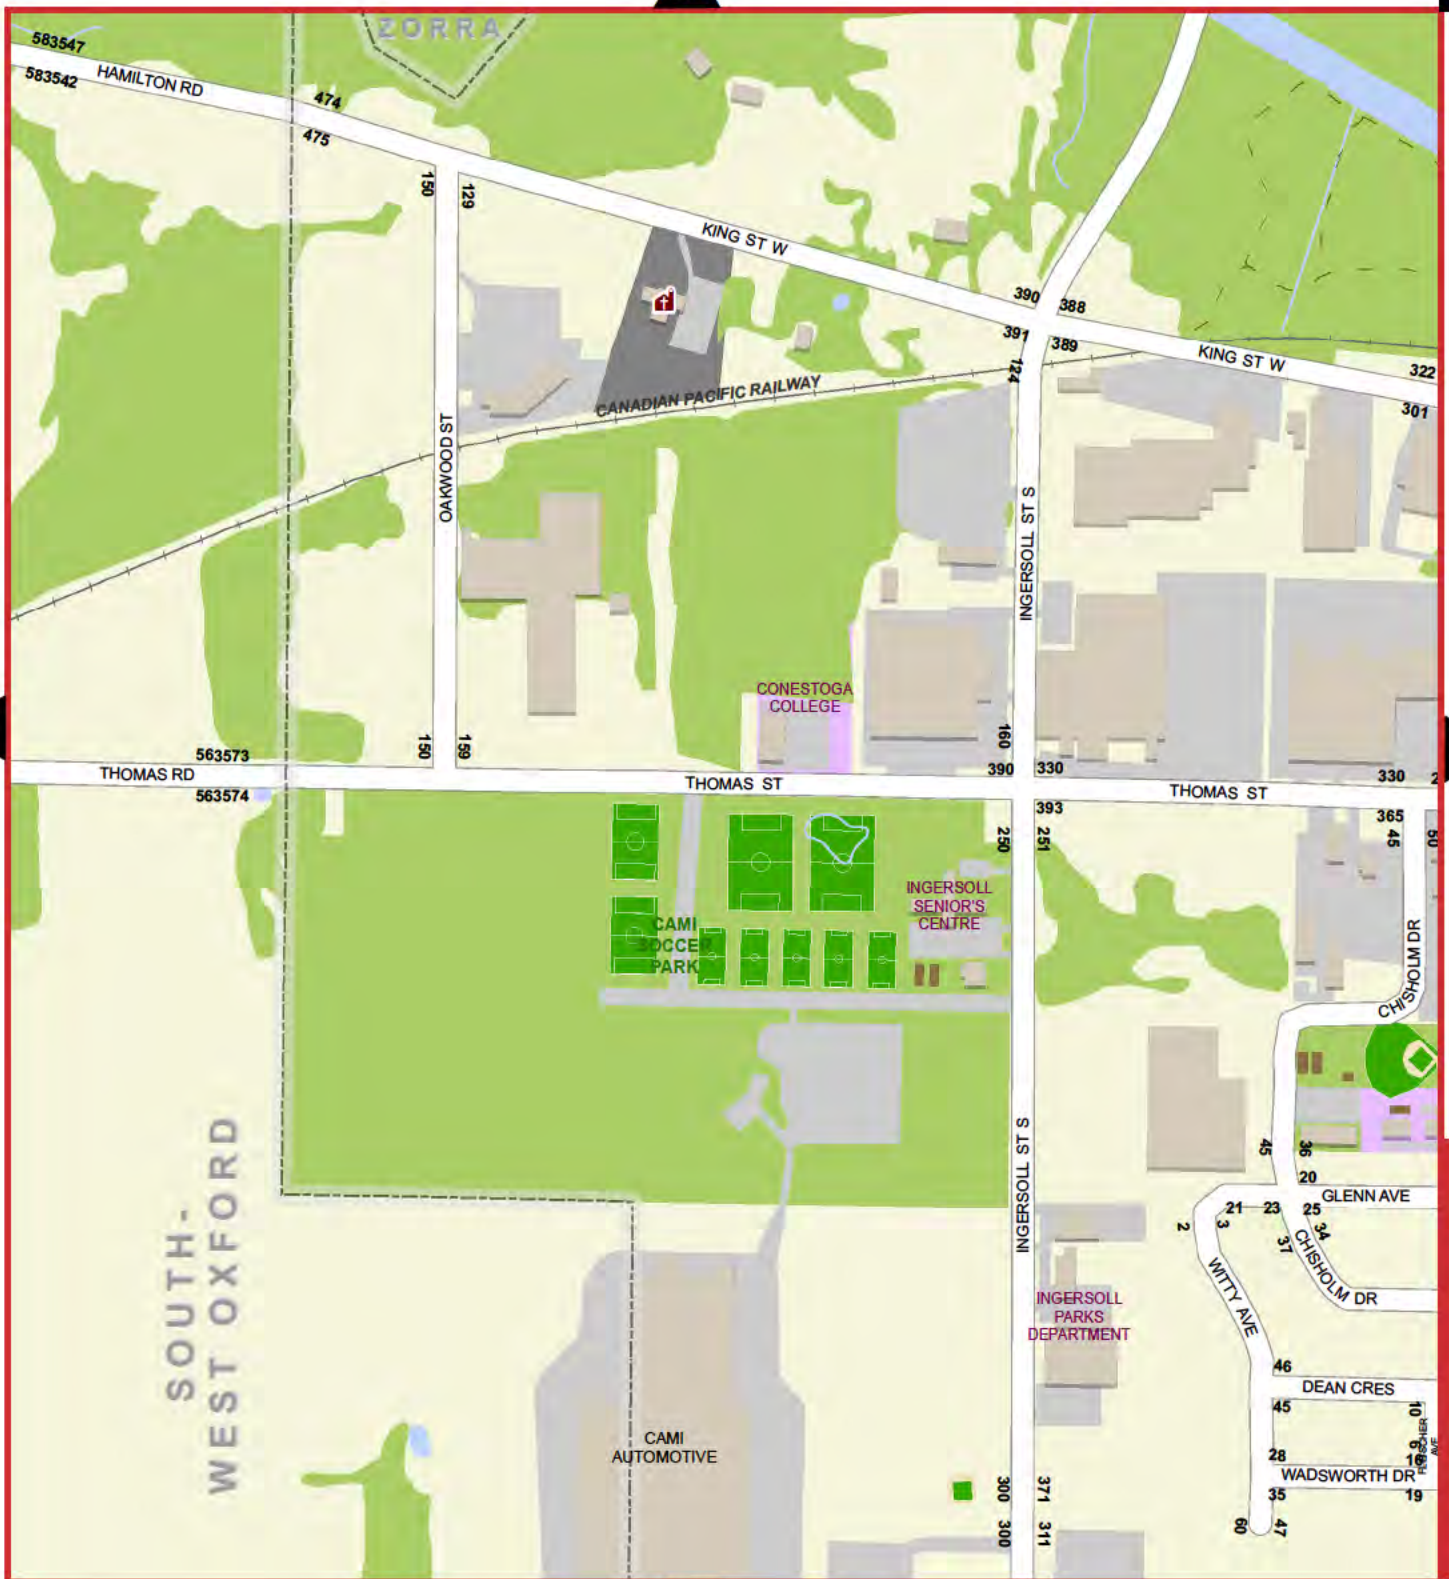 ZORRA
583547
583542
HAMILTON RD
474
475
150
129
KING ST W
390
388
391
389
124
KING ST W
322
301
CANADIAN PACIFIC RAILWAY
OAKWOOD ST
INGERSOLL ST S
CONESTOGA
COLLEGE
563573
150
159
160
390
330
330
2
THOMAS RD
THOMAS ST
THOMAS ST
563574
393
365
250
251
45
50
INGERSOLL
SENIOR'S
CENTRE
CAMI
SOCCER
PARK
CHISHOLM DR
INGERSOLL ST S
45
36
20
GLENN AVE
21
23
25
2
3
34
37
CHISHOLM DR
WITTY AVE
SOUTH-
WEST OXFORD
INGERSOLL
PARKS
DEPARTMENT
46
DEAN CRES
45
10
CAMI
AUTOMOTIVE
28
6
16
AVE
WADSWORTH DR
35
19
300
371
300
311
60
47